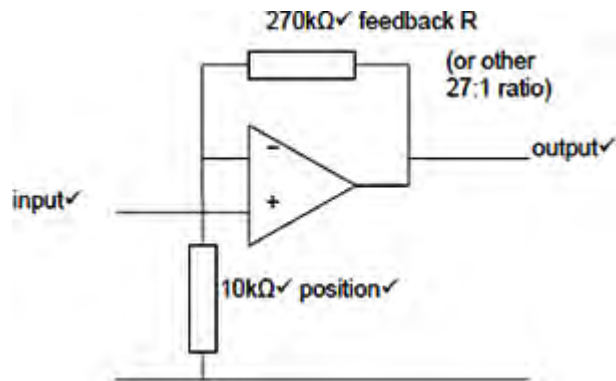 270kΩ✓ feedback R
(or other
27:1 ratio)
-
output✓
input✓
+
10kΩ✓ position✓